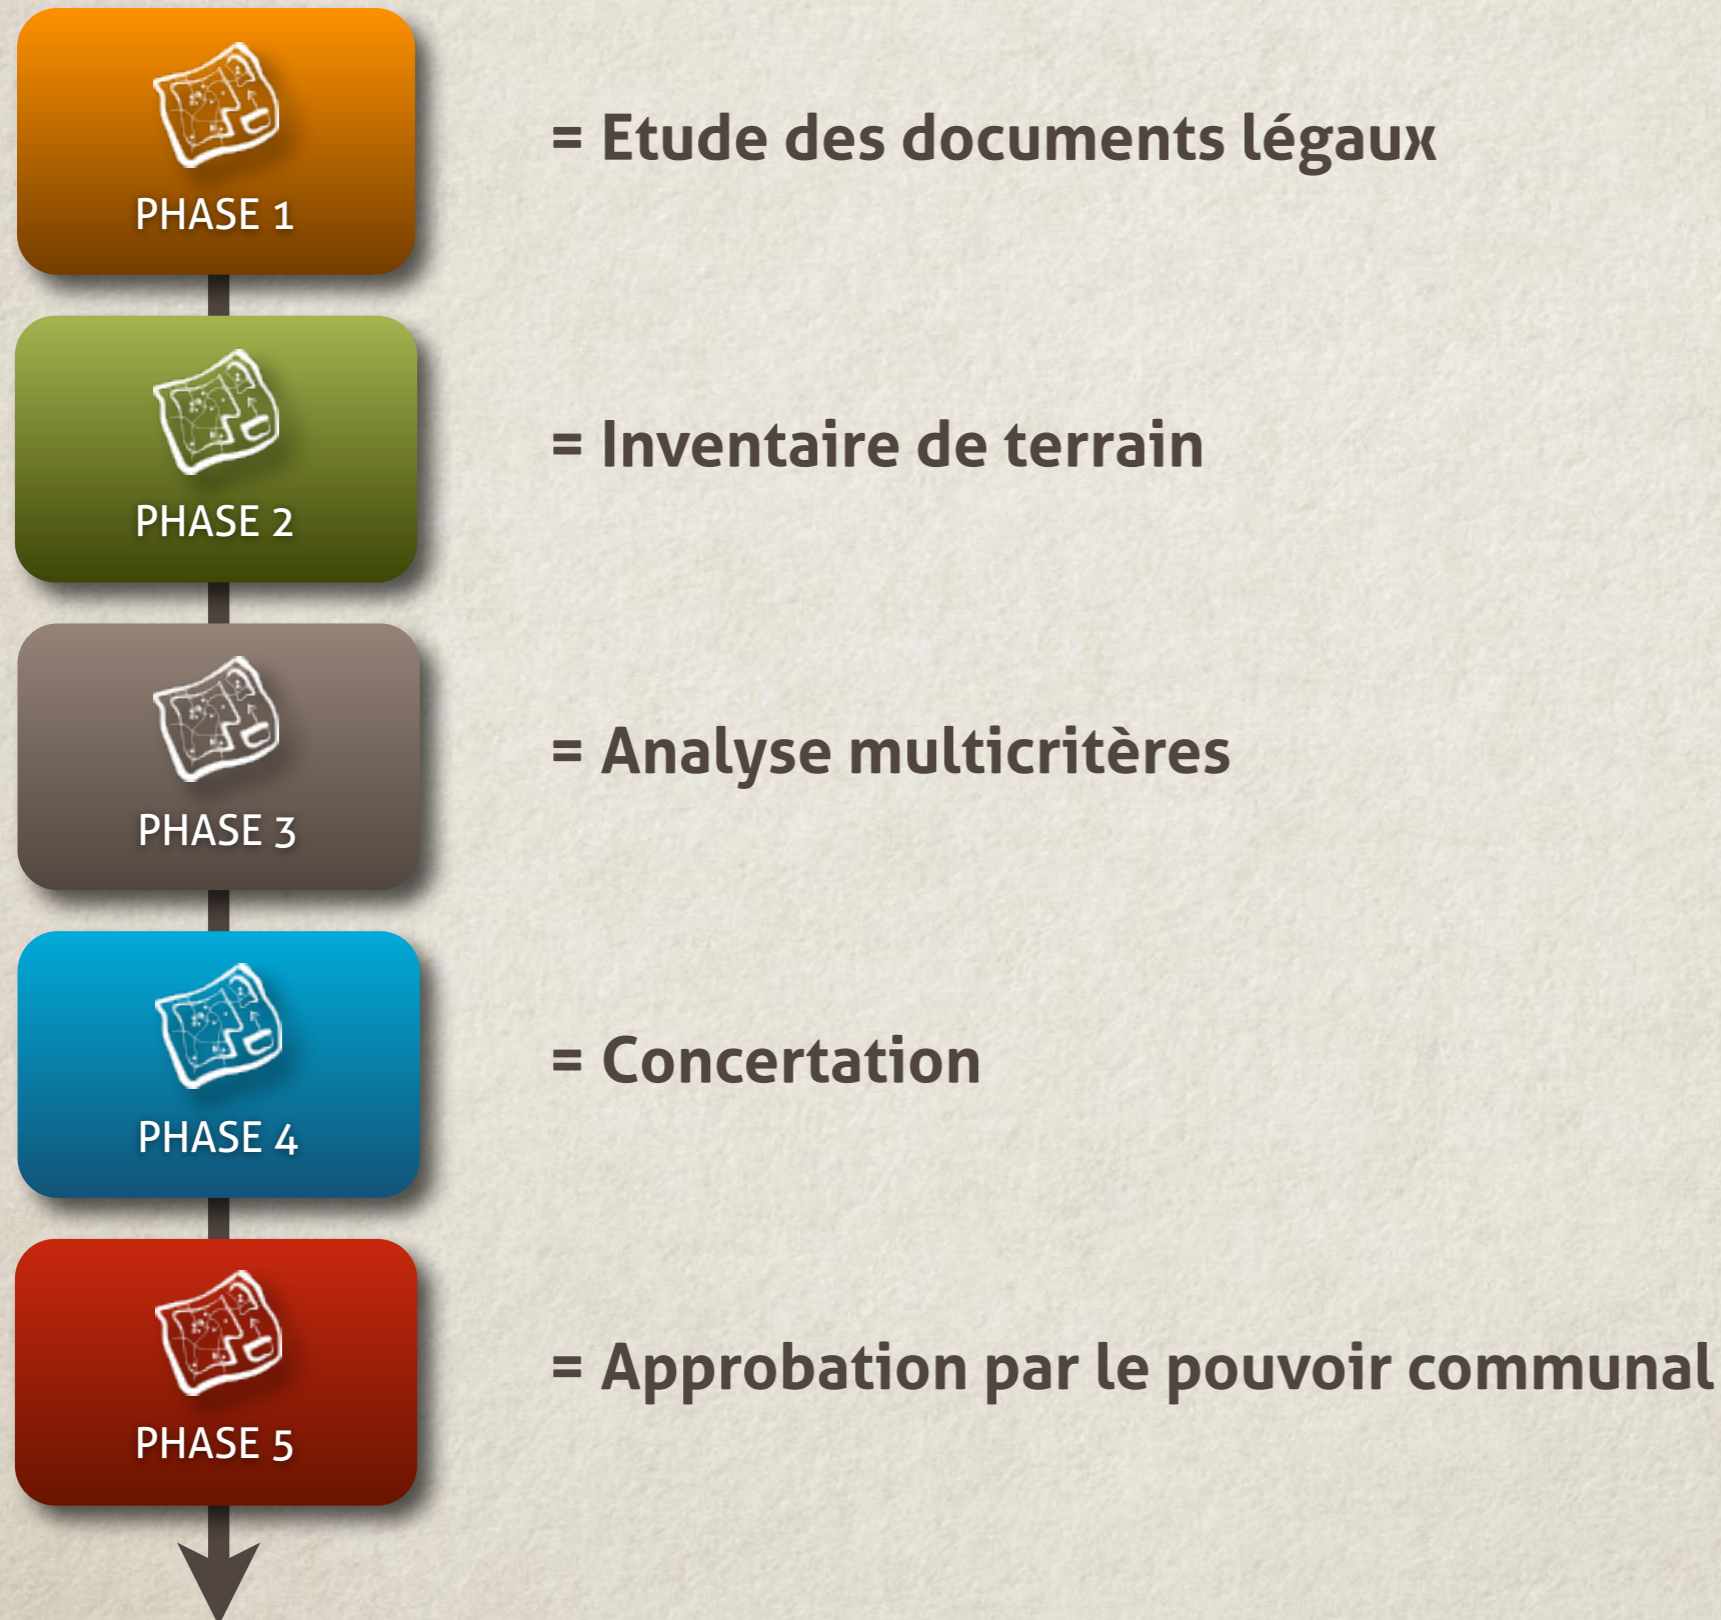 PHASE 1
= Etude des documents légaux
PHASE 2
= Inventaire de terrain
PHASE 3
= Analyse multicritères
PHASE 4
= Concertation
PHASE 5
= Approbation par le pouvoir communal